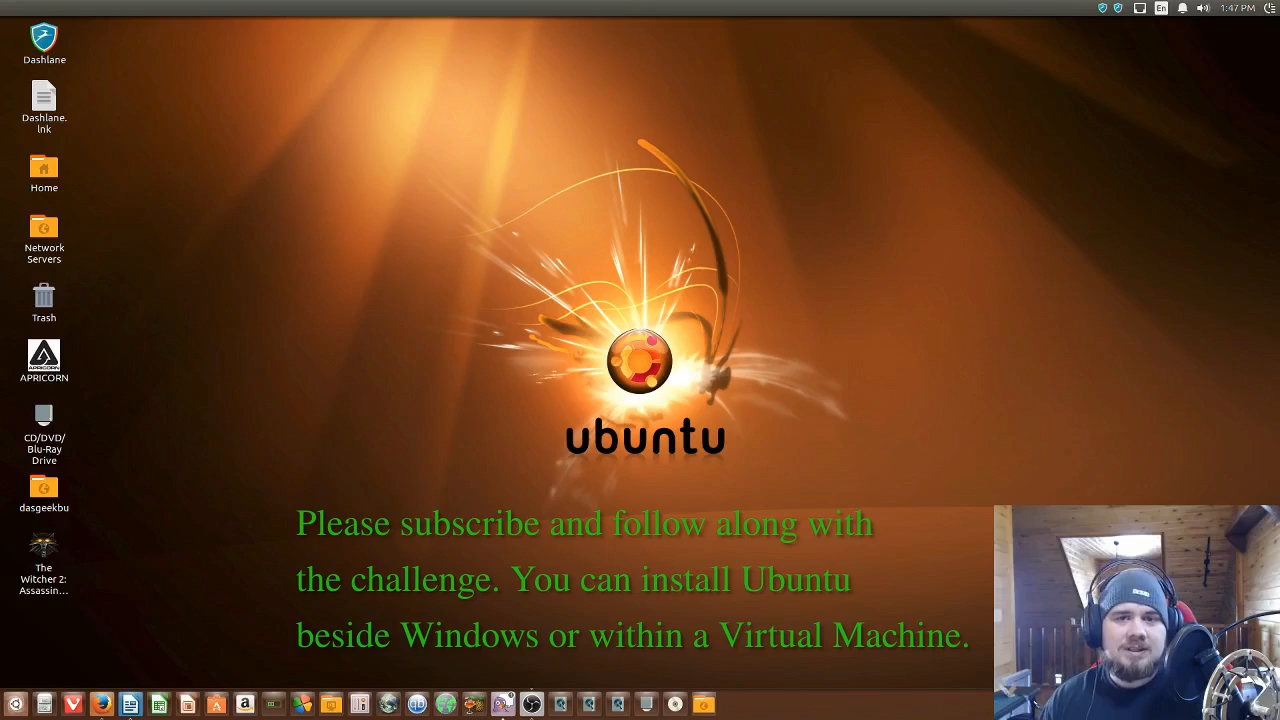 En
1:47 PM
Dashlane
Dashlane.
lnk
Home
Network
Servers
Trash
APRICORN
APRICORN
CD/DVD/
Blu-Ray
Drive
dasgeekbu
The
Witcher 2:
Assassin...
ubuntu
Please subscribe and follow along with
the challenge. You can install Ubuntu
beside Windows or within a Virtual Machine.